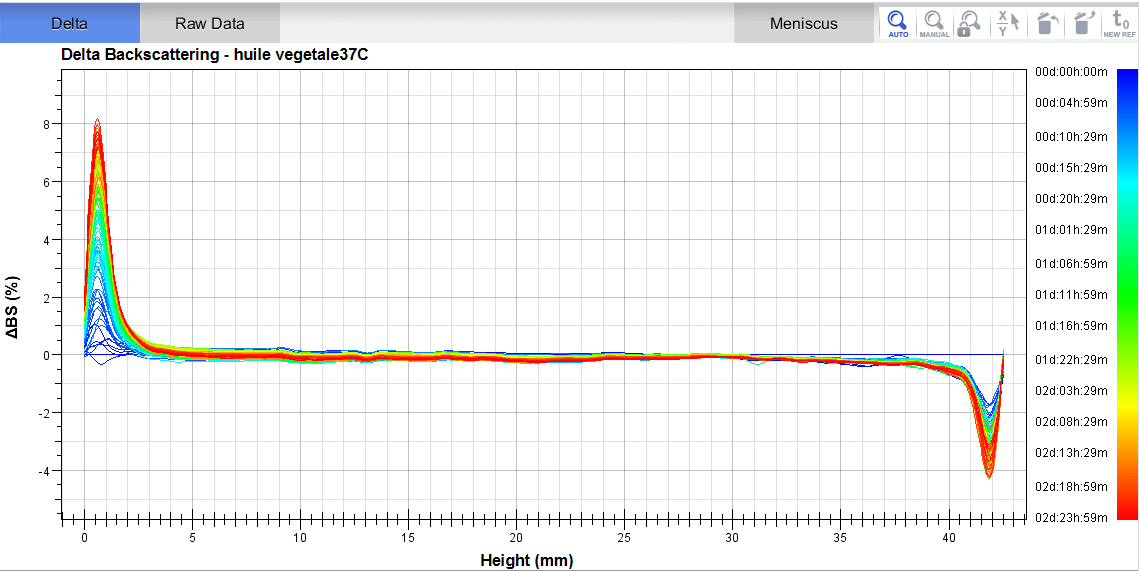 Delta Raw Data Meniscus
AUTO MANUAL X Y t0 NEW REF
Delta Backscattering - huile vegetale37C
00d:00h:00m
00d:04h:59m
00d:10h:29m
00d:15h:29m
00d:20h:29m
01d:01h:29m
01d:06h:59m
01d:11h:59m
01d:16h:59m
01d:22h:29m
02d:03h:29m
02d:08h:29m
02d:13h:29m
02d:18h:59m
02d:23h:59m
8
6
4
2
0
-2
-4
ΔBS (%)
0 5 10 15 20 25 30 35 40
Height (mm)